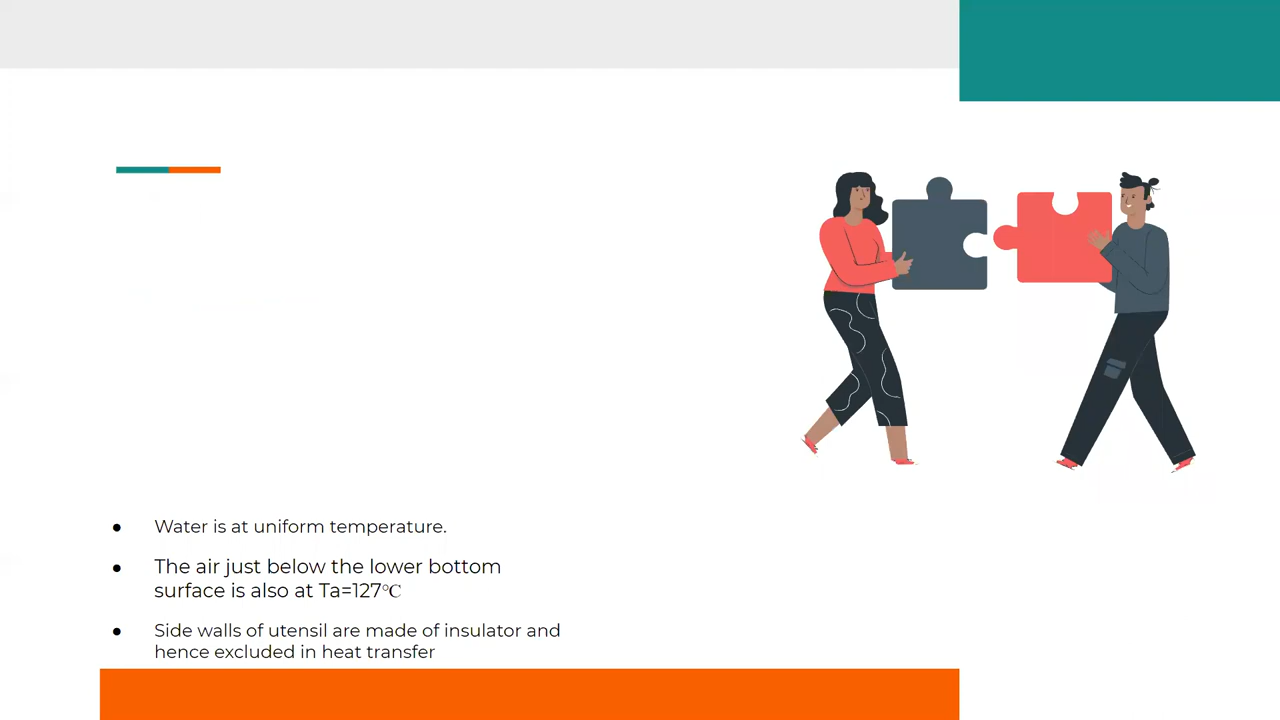 ● Water is at uniform temperature.
● The air just below the lower bottom
surface is also at Ta=127℃
● Side walls of utensil are made of insulator and
hence excluded in heat transfer